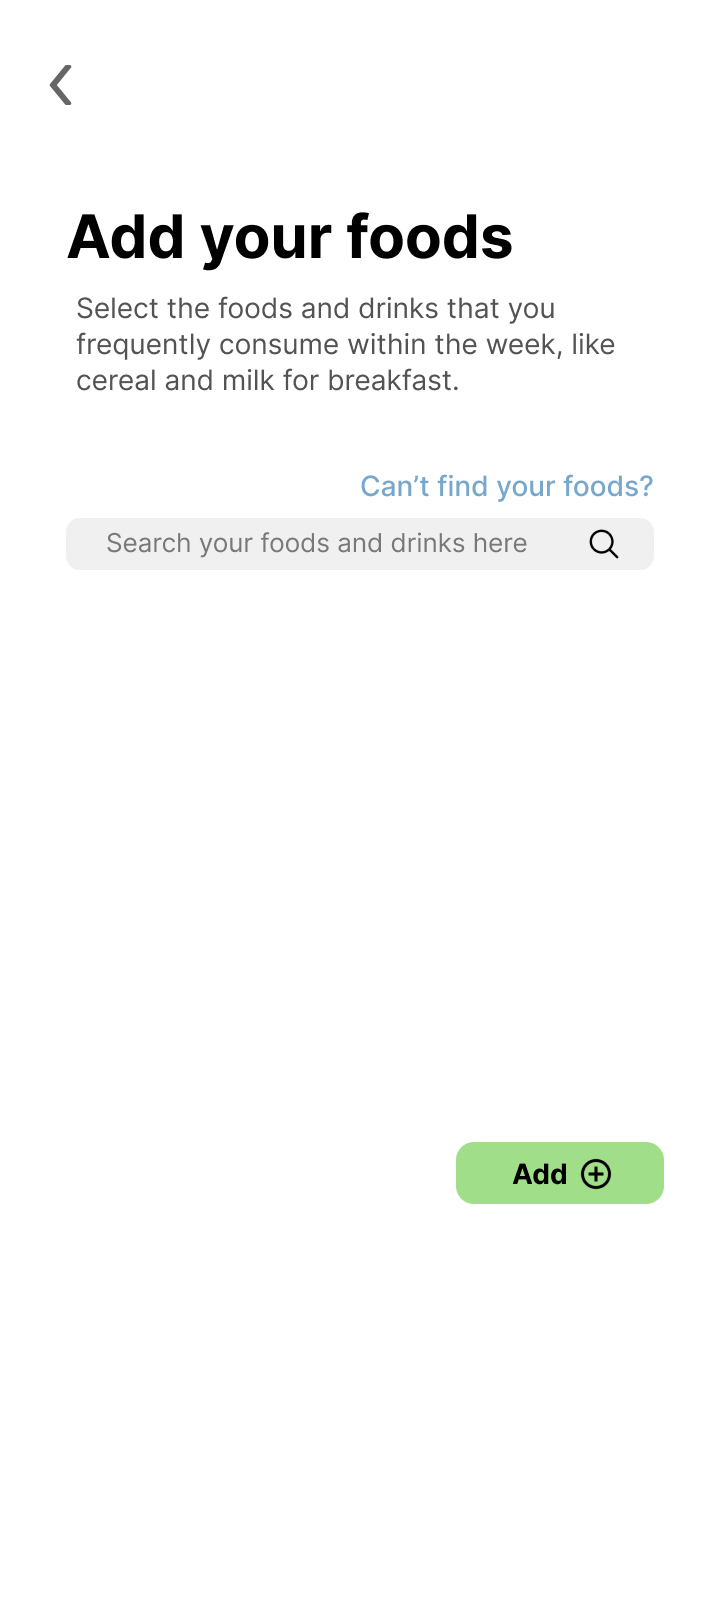 Add your foods
Select the foods and drinks that you
frequently consume within the week, like
cereal and milk for breakfast.
Can’t find your foods?
Search your foods and drinks here
Add